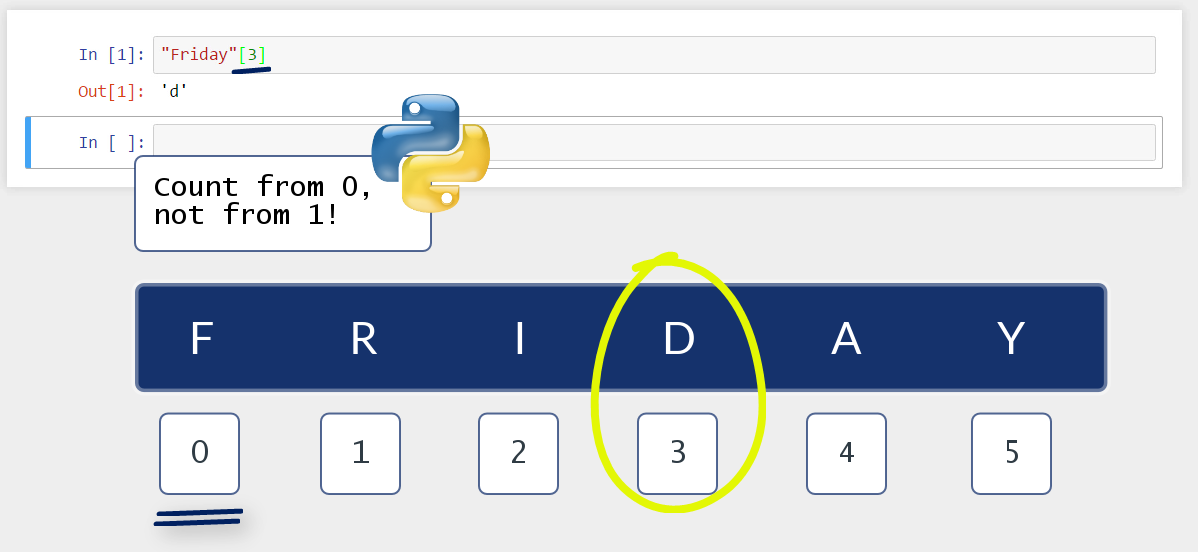 In [1]: "Friday"[3]
Out[1]: 'd'
In [ ]:
Count from 0,
not from 1!
F R I D A Y
0 1 2 3 4 5